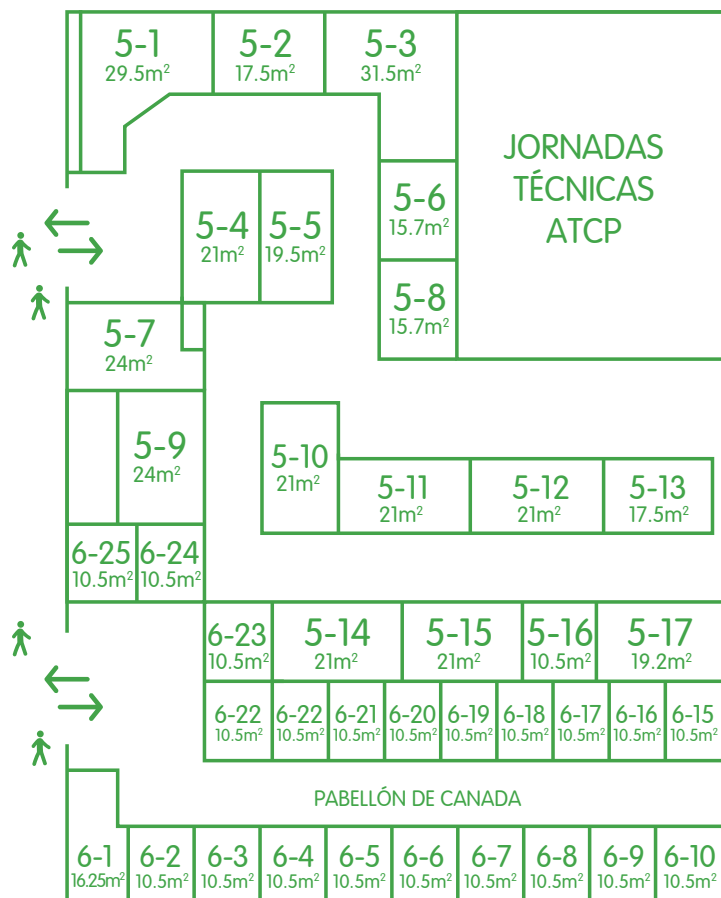 5-1
29.5m²
5-2
17.5m²
5-3
31.5m²
JORNADAS
TÉCNICAS
ATCP
5-4
21m²
5-5
19.5m²
5-6
15.7m²
5-8
15.7m²
5-7
24m²
5-9
24m²
5-10
21m²
5-11
21m²
5-12
21m²
5-13
17.5m²
6-25
10.5m²
6-24
10.5m²
6-23
10.5m²
5-14
21m²
5-15
21m²
5-16
10.5m²
5-17
19.2m²
6-22
10.5m²
6-22
10.5m²
6-21
10.5m²
6-20
10.5m²
6-19
10.5m²
6-18
10.5m²
6-17
10.5m²
6-16
10.5m²
6-15
10.5m²
PABELLÓN DE CANADA
6-1
16.25m²
6-2
10.5m²
6-3
10.5m²
6-4
10.5m²
6-5
10.5m²
6-6
10.5m²
6-7
10.5m²
6-8
10.5m²
6-9
10.5m²
6-10
10.5m²